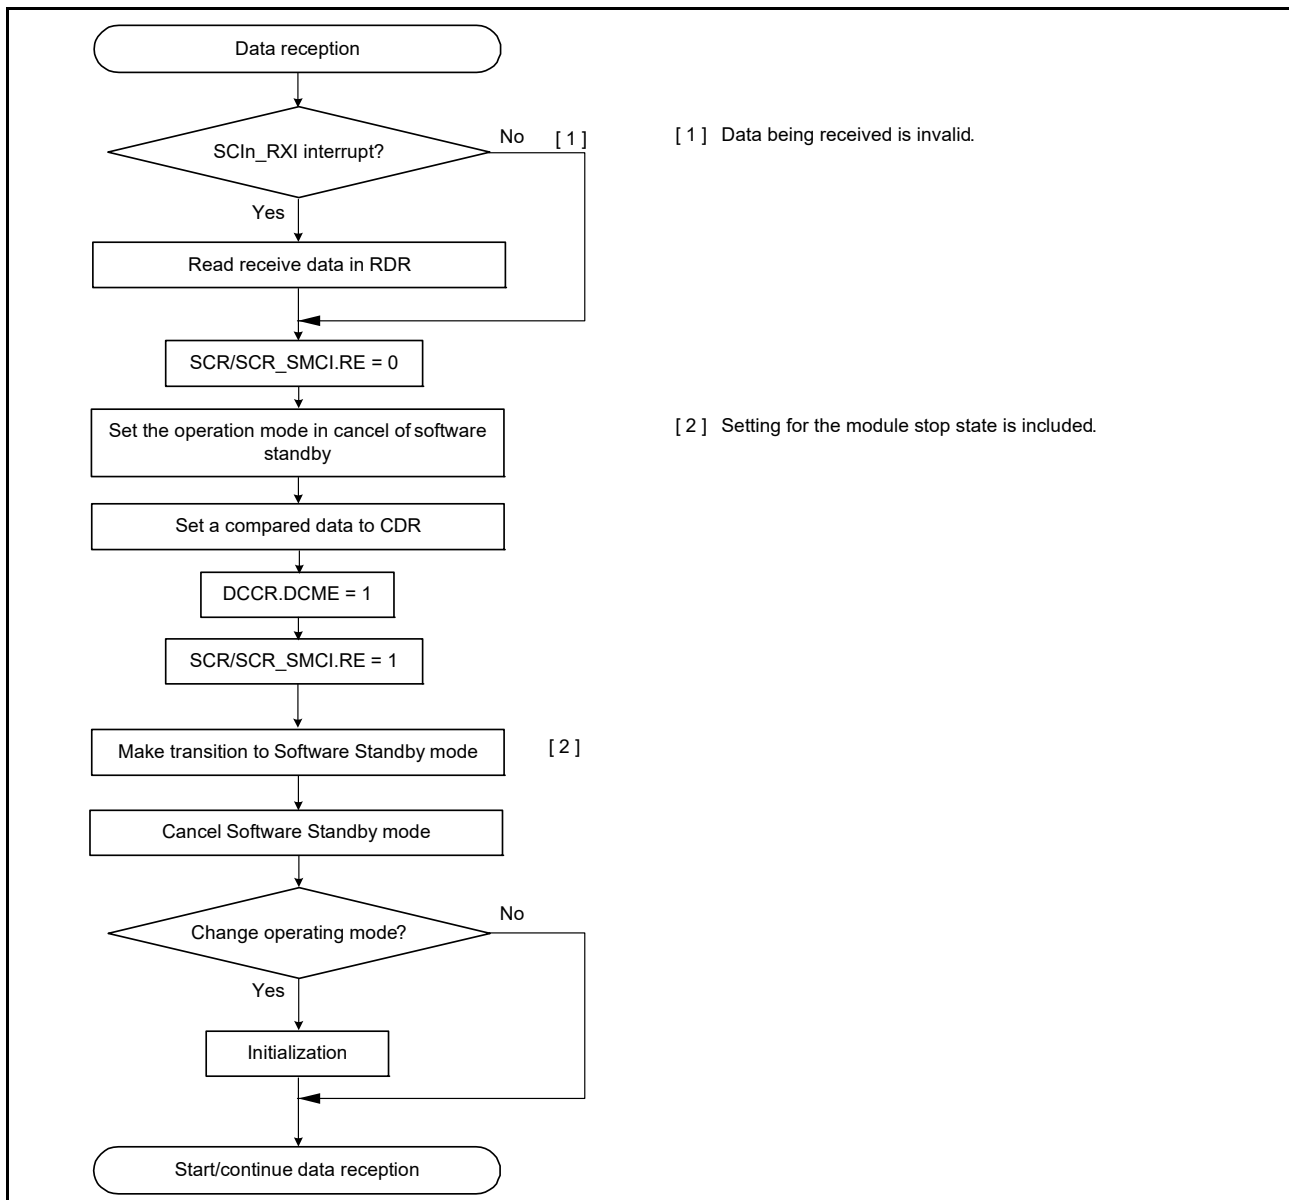 Data reception
SCIn_RXI interrupt?
No
[ 1 ]
[ 1 ] Data being received is invalid.
Yes
Read receive data in RDR
SCR/SCR_SMCI.RE = 0
Set the operation mode in cancel of software
standby
[ 2 ] Setting for the module stop state is included.
Set a compared data to CDR
DCCR.DCME = 1
SCR/SCR_SMCI.RE = 1
Make transition to Software Standby mode
[ 2 ]
Cancel Software Standby mode
Change operating mode?
No
Yes
Initialization
Start/continue data reception